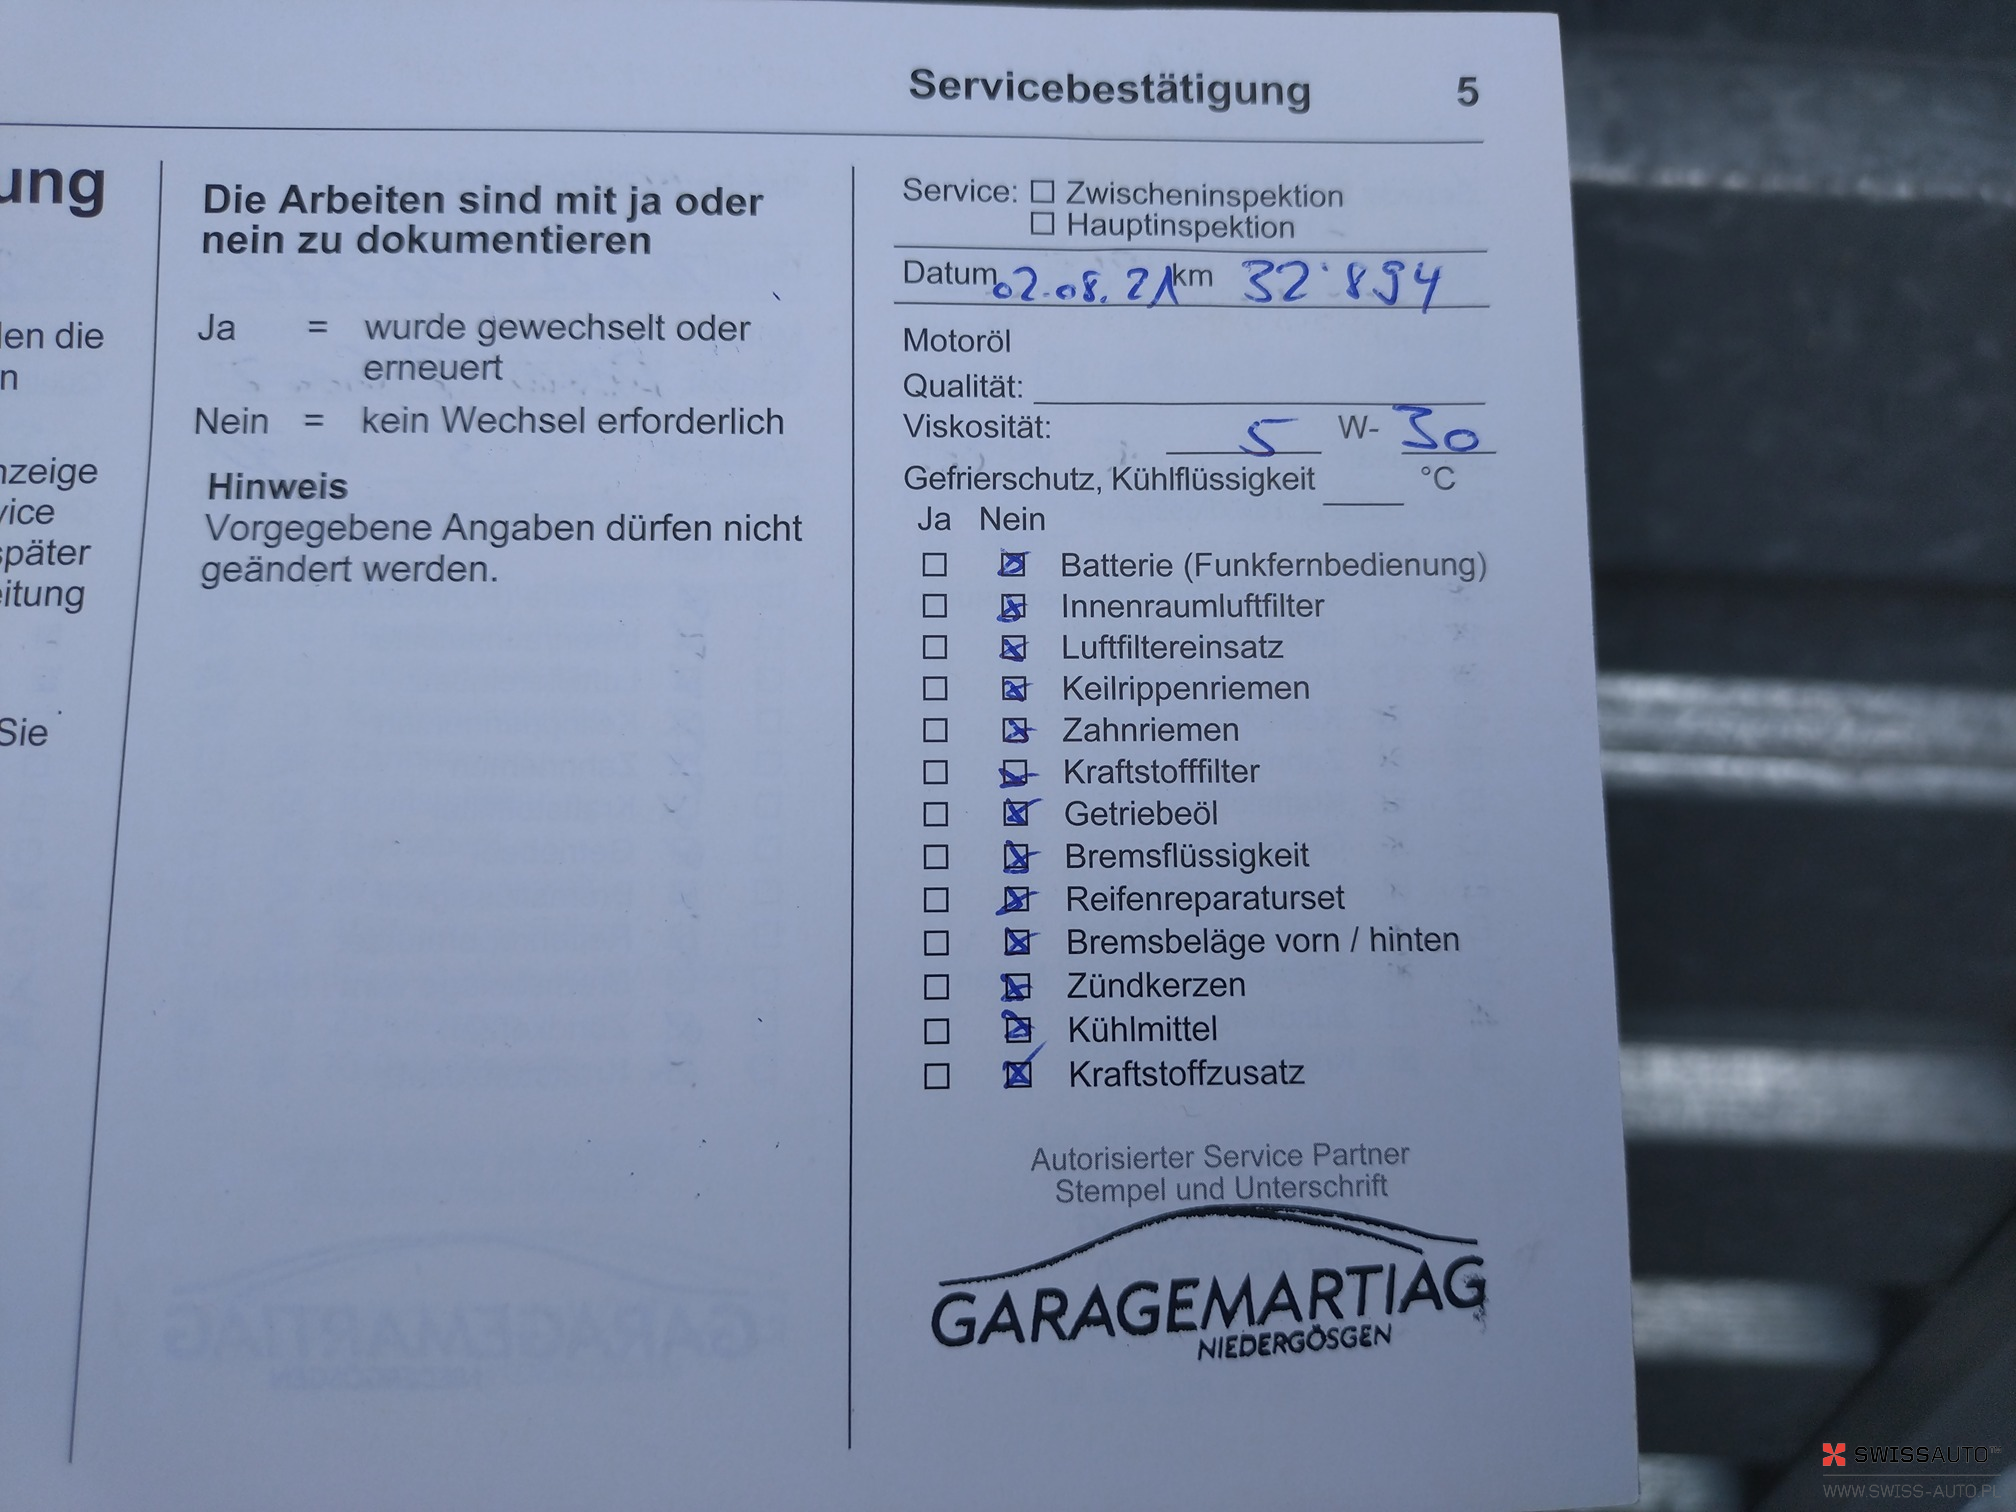 Servicebestätigung 5
ung
len die
n
nzeige
vice
später
eitung
Sie
Die Arbeiten sind mit ja oder
nein zu dokumentieren
Ja = wurde gewechselt oder
erneuert
Nein = kein Wechsel erforderlich
Hinweis
Vorgegebene Angaben dürfen nicht
geändert werden.
Service: ☐ Zwischeninspektion
☐ Hauptinspektion
Datum 02.08.21 km 32'894
Motoröl
Qualität:
Viskosität: 5 W- 30
Gefrierschutz, Kühlflüssigkeit °C
Ja Nein
☐ ☒ Batterie (Funkfernbedienung)
☐ ☒ Innenraumluftfilter
☐ ☒ Luftfiltereinsatz
☐ ☒ Keilrippenriemen
☐ ☒ Zahnriemen
☐ ☒ Kraftstofffilter
☐ ☒ Getriebeöl
☐ ☒ Bremsflüssigkeit
☐ ☒ Reifenreparaturset
☐ ☒ Bremsbeläge vorn / hinten
☐ ☒ Zündkerzen
☐ ☒ Kühlmittel
☐ ☒ Kraftstoffzusatz
Autorisierter Service Partner
Stempel und Unterschrift
GARAGEMARTIAG
NIEDERGÖSGEN
SWISSAUTO
WWW.SWISS-AUTO.PL